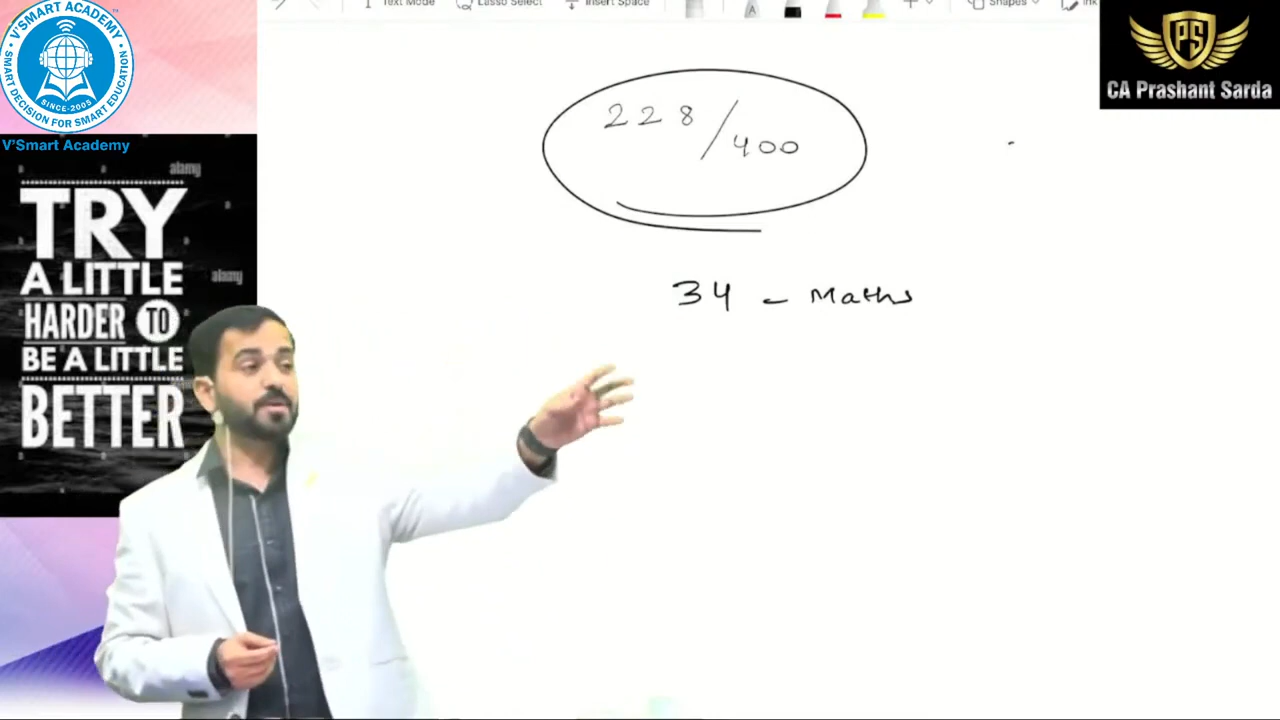 V'SMART ACADEMY
SMART DECISION FOR SMART EDUCATION
SINCE-2005
V'Smart Academy
Text Mode
Lasso Select
Insert Space
A
Shapes
Ink
PS
CA Prashant Sarda
228/400
34 - Maths
alamy
TRY
A LITTLE
alamy
HARDER TO
BE A LITTLE
BETTER